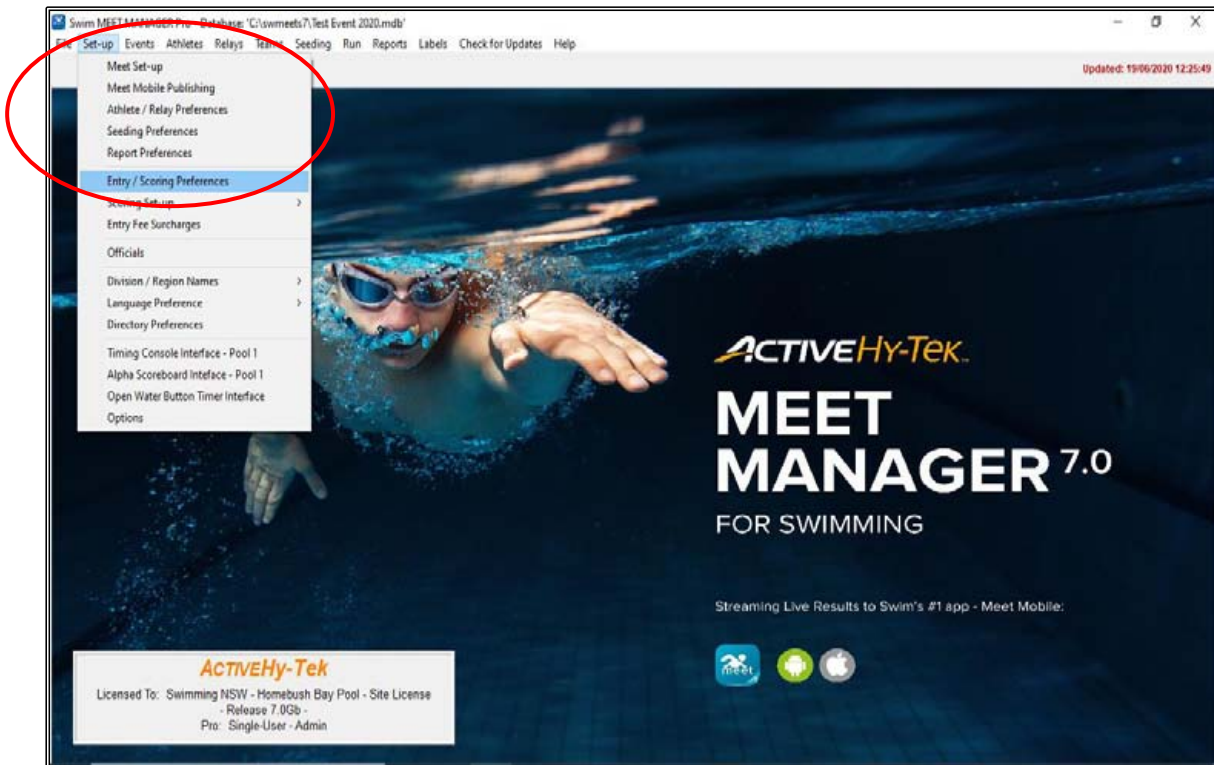 Swim MEET MANAGER Pro - Database: 'C:\swmeets7\Test Event 2020.mdb'
File Set-up Events Athletes Relays Teams Seeding Run Reports Labels Check for Updates Help
Updated: 19/06/2020 12:25:49
Meet Set-up
Meet Mobile Publishing
Athlete / Relay Preferences
Seeding Preferences
Report Preferences
Entry / Scoring Preferences
Scoring Set-up
Entry Fee Surcharges
Officials
Division / Region Names
Language Preference
Directory Preferences
Timing Console Interface - Pool 1
Alpha Scoreboard Inteface - Pool 1
Open Water Button Timer Interface
Options
ACTIVEHY-TEK
MEET
MANAGER 7.0
FOR SWIMMING
Streaming Live Results to Swim's #1 app - Meet Mobile:
meet
ACTIVEHy-Tek
Licensed To: Swimming NSW - Homebush Bay Pool - Site License
- Release 7.0Gb -
Pro: Single-User - Admin